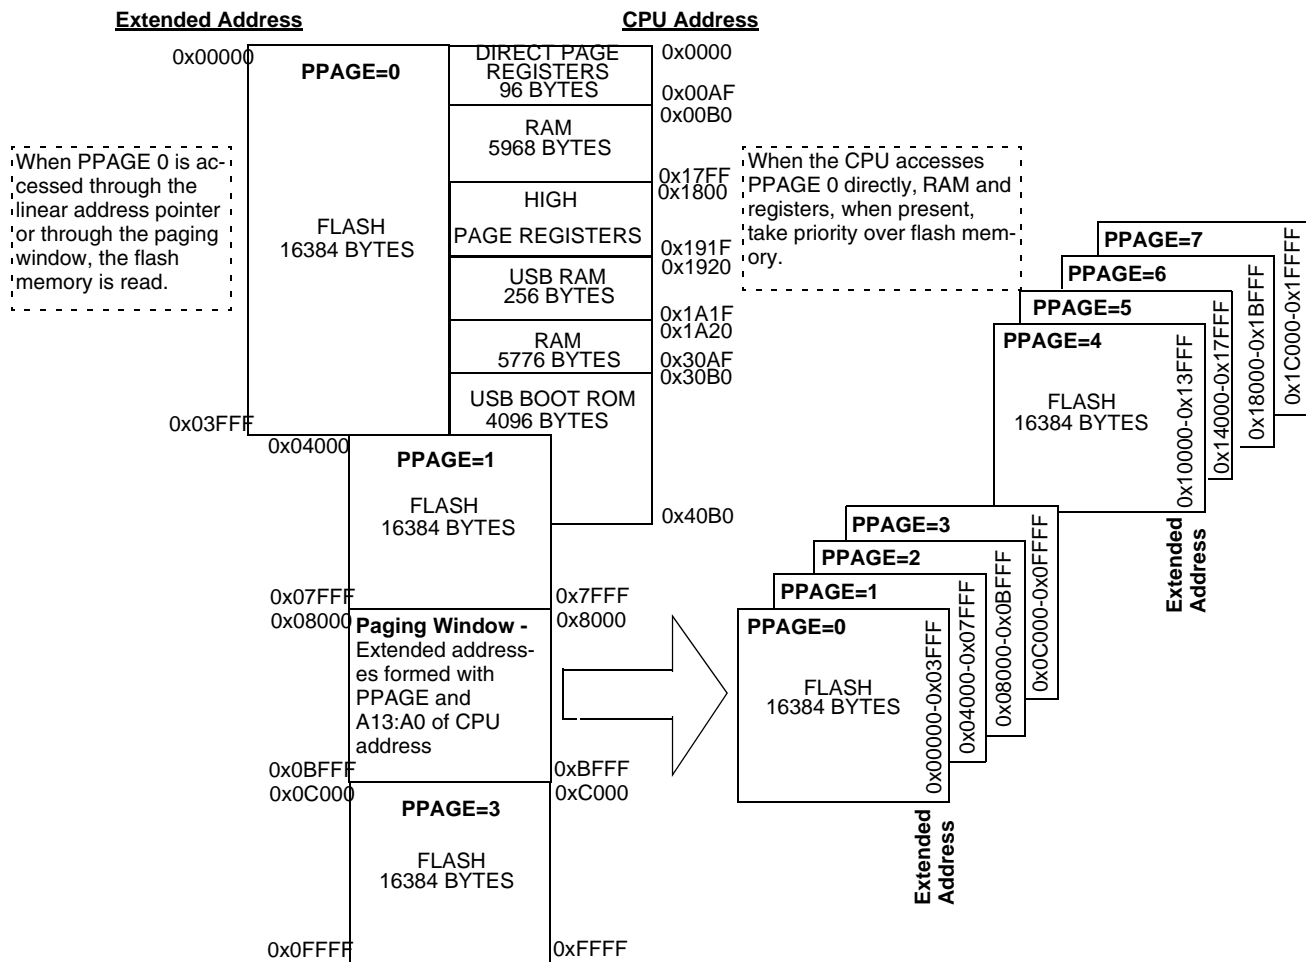 Extended Address
CPU Address
0x00000
PPAGE=0
FLASH
16384 BYTES
0x03FFF
When PPAGE 0 is ac-
cessed through the
linear address pointer
or through the paging
window, the flash
memory is read.
DIRECT PAGE
REGISTERS
96 BYTES
0x0000
0x00AF
0x00B0
RAM
5968 BYTES
0x17FF
0x1800
HIGH
PAGE REGISTERS
0x191F
0x1920
USB RAM
256 BYTES
0x1A1F
0x1A20
RAM
5776 BYTES
0x30AF
0x30B0
USB BOOT ROM
4096 BYTES
0x40B0
When the CPU accesses
PPAGE 0 directly, RAM and
registers, when present,
take priority over flash mem-
ory.
0x04000
PPAGE=1
FLASH
16384 BYTES
0x07FFF
0x7FFF
0x08000
0x8000
Paging Window -
Extended address-
es formed with
PPAGE and
A13:A0 of CPU
address
0x0BFFF
0xBFFF
0x0C000
0xC000
PPAGE=3
FLASH
16384 BYTES
0x0FFFF
0xFFFF
PPAGE=7
0x1C000-0x1FFFF
PPAGE=6
0x18000-0x1BFFF
PPAGE=5
0x14000-0x17FFF
PPAGE=4
FLASH
16384 BYTES
0x10000-0x13FFF
Extended
Address
PPAGE=3
0x0C000-0x0FFFF
PPAGE=2
0x08000-0x0BFFF
PPAGE=1
0x04000-0x07FFF
PPAGE=0
FLASH
16384 BYTES
0x00000-0x03FFF
Extended
Address